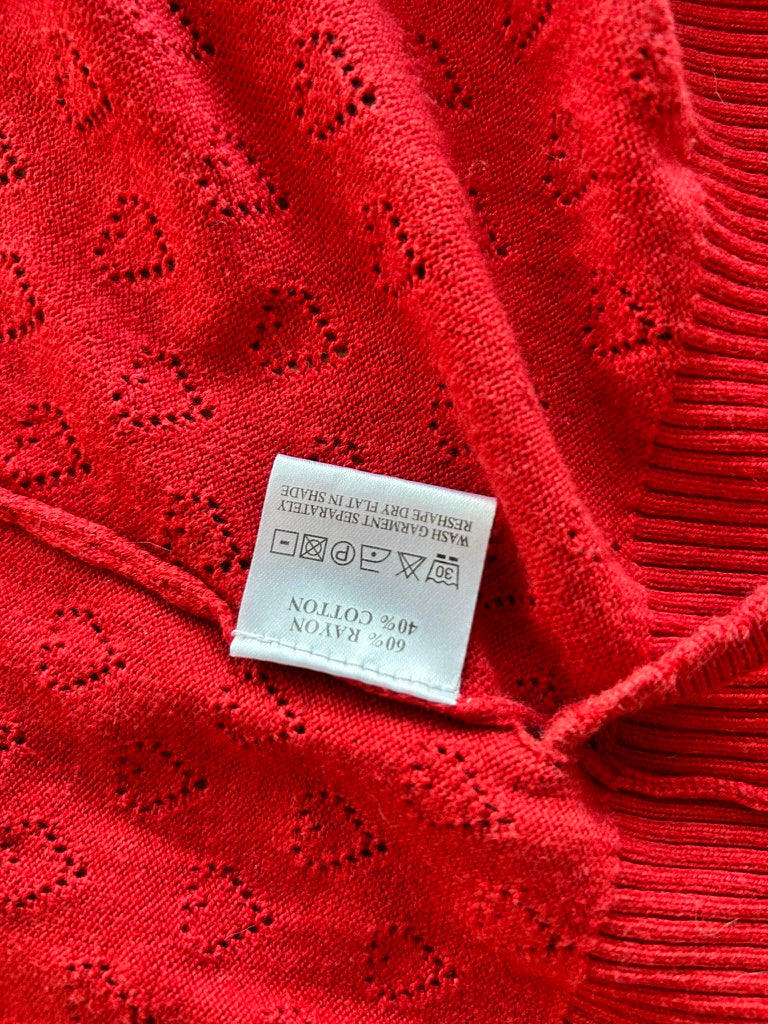 60% RAYON
40% COTTON
30 P
WASH GARMENT SEPARATELY
RESHAPE DRY FLAT IN SHADE